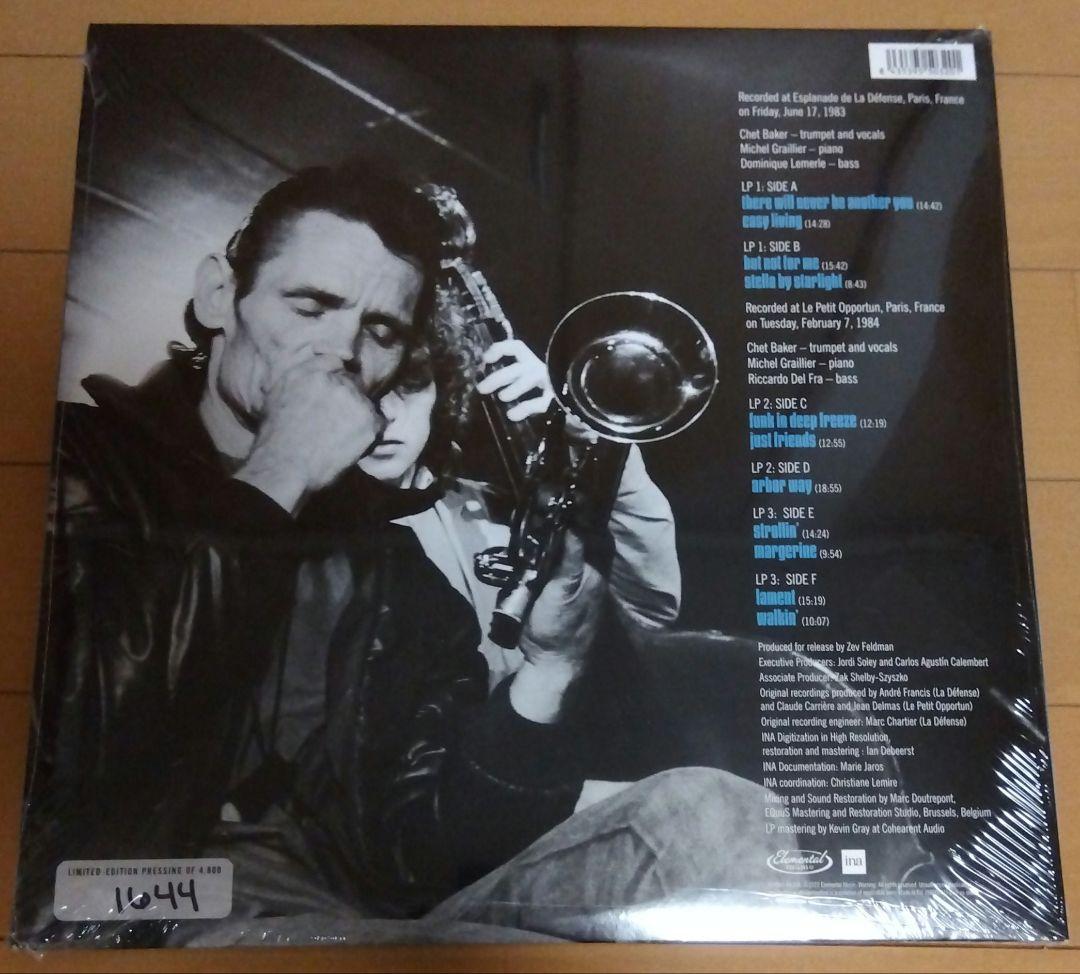 Recorded at Esplanade de La Défense, Paris, France
on Friday, June 17, 1983
Chet Baker – trumpet and vocals
Michel Graillier – piano
Dominique Lemerle – bass
LP 1: SIDE A
there will never be another you (14:42)
easy living (14:28)
LP 1: SIDE B
but not for me (15:42)
stella by starlight (8:43)
Recorded at Le Petit Opportun, Paris, France
on Tuesday, February 7, 1984
Chet Baker – trumpet and vocals
Michel Graillier – piano
Riccardo Del Fra – bass
LP 2: SIDE C
funk in deep freeze (12:19)
just friends (12:55)
LP 2: SIDE D
arbor way (18:55)
LP 3: SIDE E
strollin' (14:24)
margerine (9:54)
LP 3: SIDE F
lament (15:19)
walkin' (10:07)
Produced for release by Zev Feldman
Executive Producers: Jordi Soley and Carlos Agustín Calembert
Associate Producer: Zak Shelby-Szyszko
Original recordings produced by André Francis (La Défense)
and Claude Carrière and Jean Delmas (Le Petit Opportun)
Original recording engineer: Marc Chartier (La Défense)
INA Digitization in High Resolution,
restoration and mastering : Ian Debeerst
INA Documentation: Marie Jaros
INA coordination: Christiane Lemire
Mixing and Sound Restoration by Marc Doutrepont,
EQuuS Mastering and Restoration Studio, Brussels, Belgium
LP mastering by Kevin Gray at Cohearent Audio
Elemental
ina
LIMITED EDITION PRESSING OF 4,800
1644